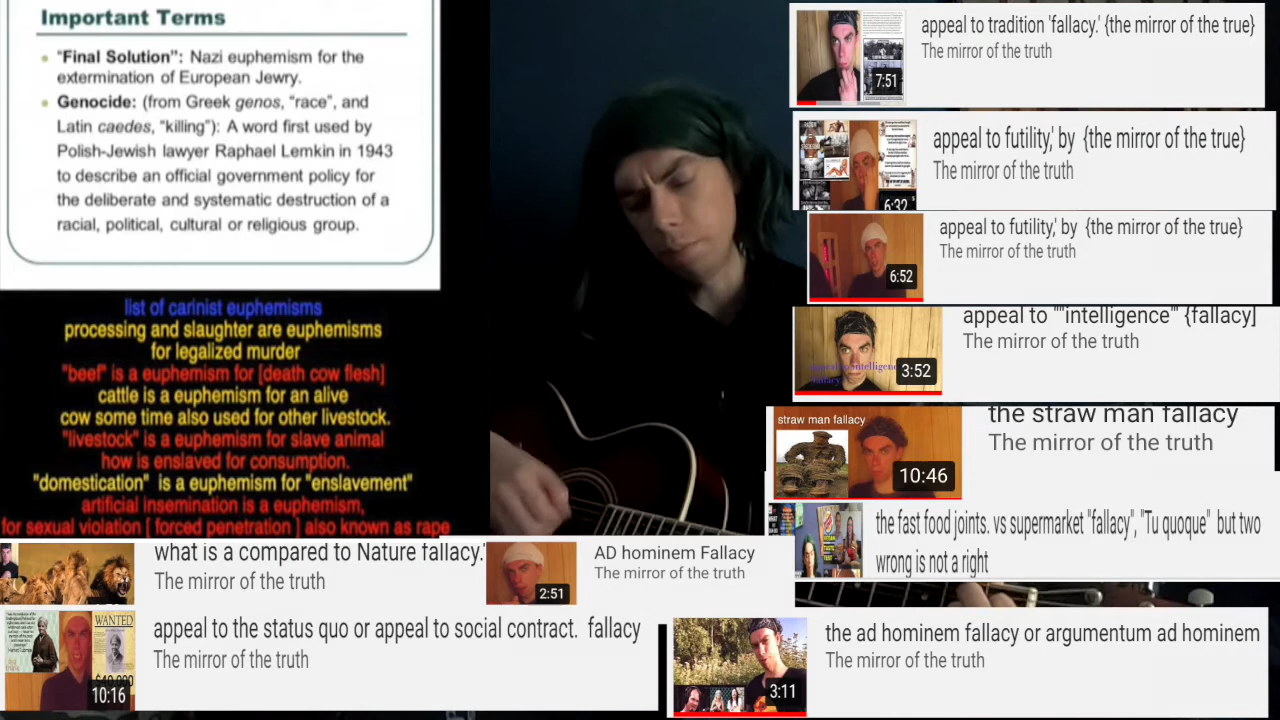 Important Terms
"Final Solution": Nazi euphemism for the
extermination of European Jewry.
Genocide: (from Greek genos, "race", and
Latin caedes, "killing"): A word first used by
Polish-Jewish lawyer Raphael Lemkin in 1943
to describe an official government policy for
the deliberate and systematic destruction of a
racial, political, cultural or religious group.
list of carinist euphemisms
processing and slaughter are euphemisms
for legalized murder
"beef" is a euphemism for [death cow flesh]
cattle is a euphemism for an alive
cow some time also used for other livestock.
"livestock" is a euphemism for slave animal
how is enslaved for consumption.
"domestication" is a euphemism for "enslavement"
artificial insemination is a euphemism,
for sexual violation [ forced penetration ] also known as rape
appeal to tradition 'fallacy.' {the mirror of the true}
The mirror of the truth
7:51
appeal to futility,' by {the mirror of the true}
The mirror of the truth
6:32
appeal to futility,' by {the mirror of the true}
The mirror of the truth
6:52
appeal to ""intelligence" {fallacy]
The mirror of the truth
3:52
straw man fallacy
the straw man fallacy
The mirror of the truth
10:46
the fast food joints. vs supermarket "fallacy", "Tu quoque" but two
wrong is not a right
what is a compared to Nature fallacy.'
The mirror of the truth
AD hominem Fallacy
The mirror of the truth
2:51
appeal to the status quo or appeal to social contract. fallacy
The mirror of the truth
WANTED
10:16
the ad hominem fallacy or argumentum ad hominem
The mirror of the truth
3:11